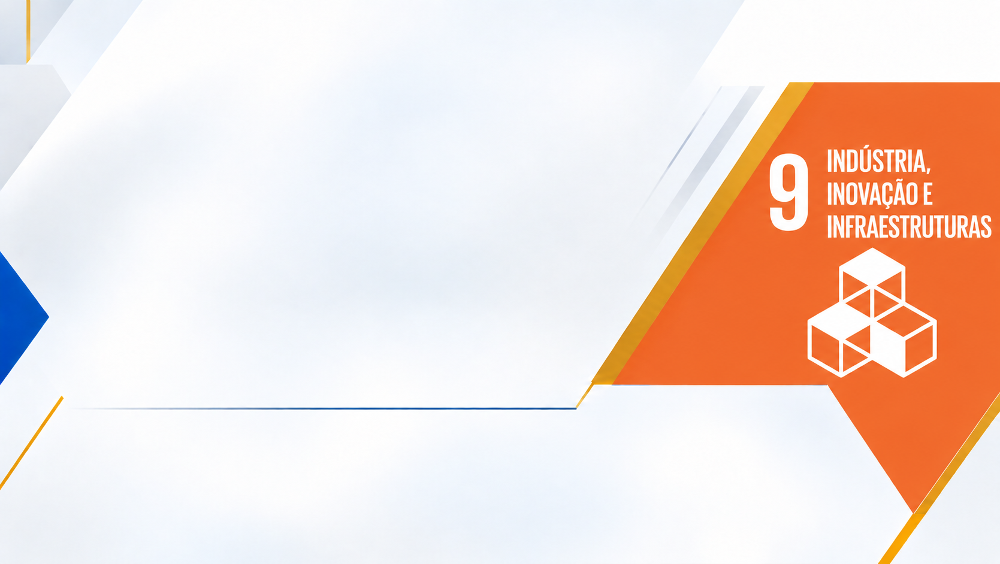 9
INDÚSTRIA,
INOVAÇÃO E
INFRAESTRUTURAS